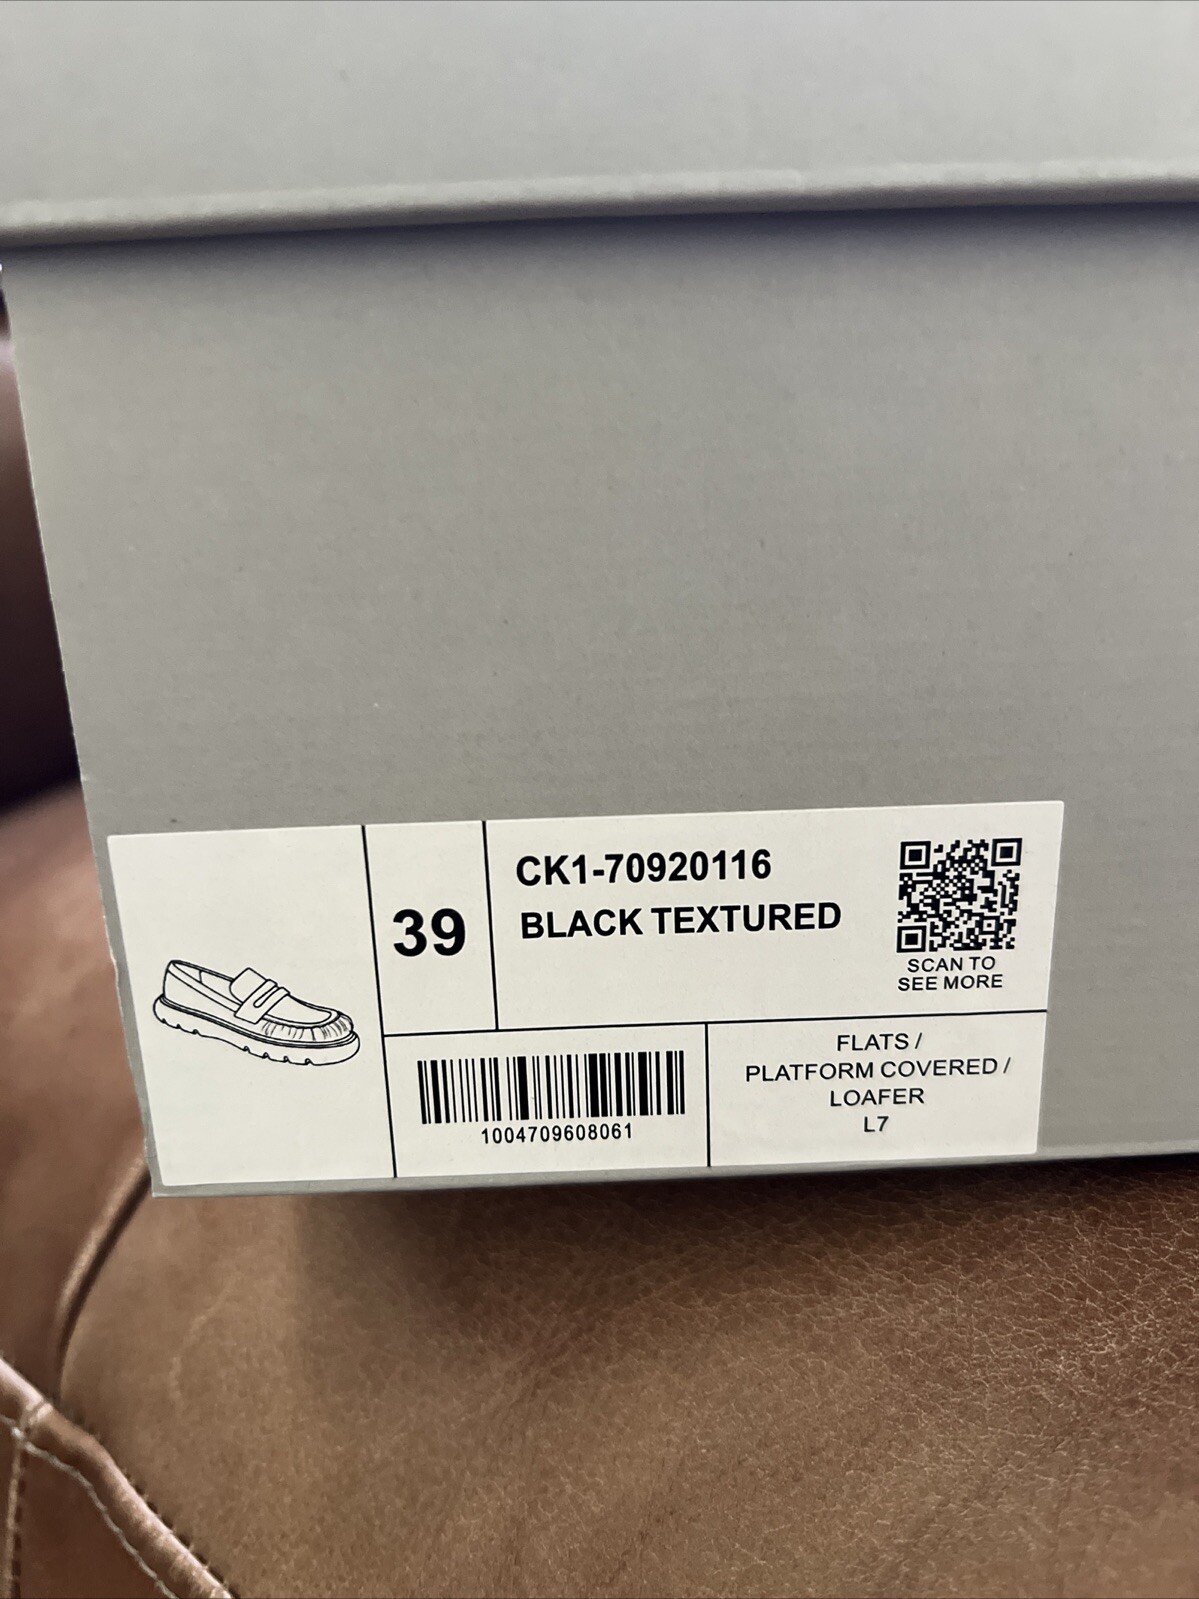 39
CK1-70920116
BLACK TEXTURED
SCAN TO
SEE MORE
1004709608061
FLATS /
PLATFORM COVERED /
LOAFER
L7